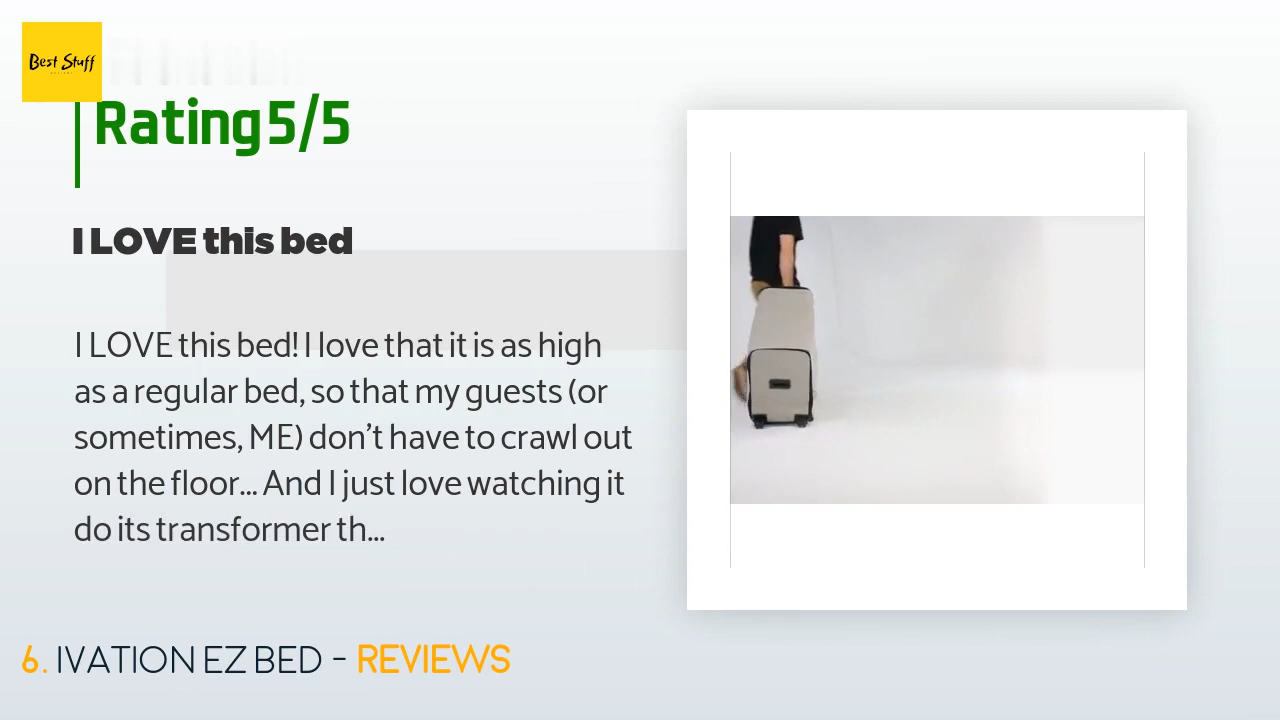 Best Stuff
Rating 5/5
I LOVE this bed
I LOVE this bed! I love that it is as high
as a regular bed, so that my guests (or
sometimes, ME) don't have to crawl out
on the floor... And I just love watching it
do its transformer th...
6. IVATION EZ BED - REVIEWS